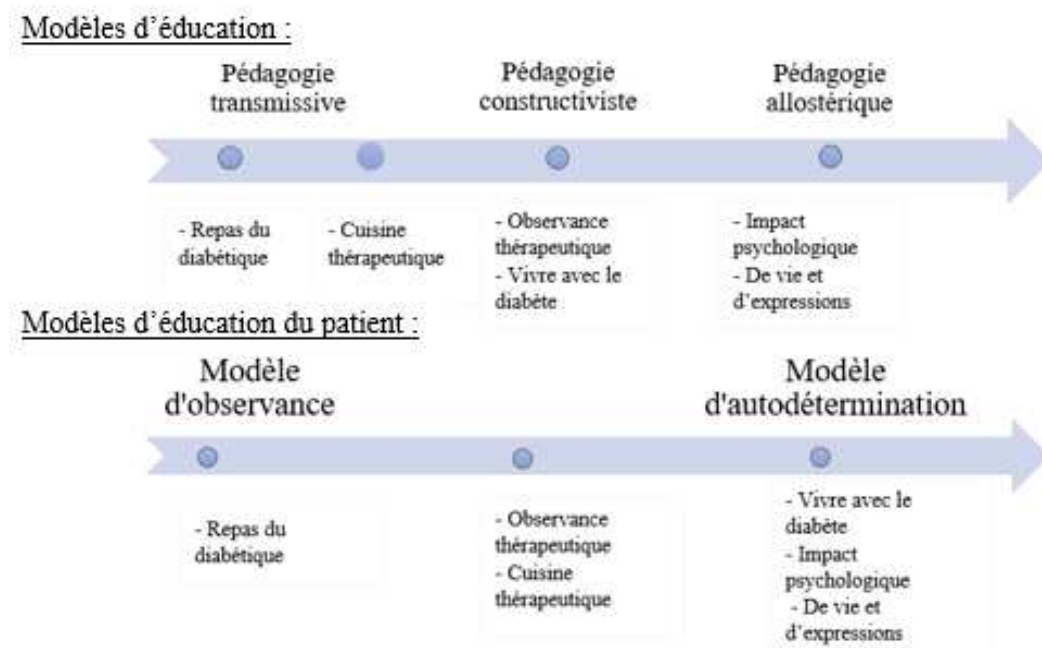 Modèles d'éducation :
Pédagogie
transmissive
Pédagogie
constructiviste
Pédagogie
allostérique
- Repas du
diabétique
- Cuisine
thérapeutique
- Observance
thérapeutique
- Vivre avec le
diabète
- Impact
psychologique
- De vie et
d'expressions
Modèles d'éducation du patient :
Modèle
d'observance
Modèle
d'autodétermination
- Repas du
diabétique
- Observance
thérapeutique
- Cuisine
thérapeutique
- Vivre avec le
diabète
- Impact
psychologique
- De vie et
d'expressions